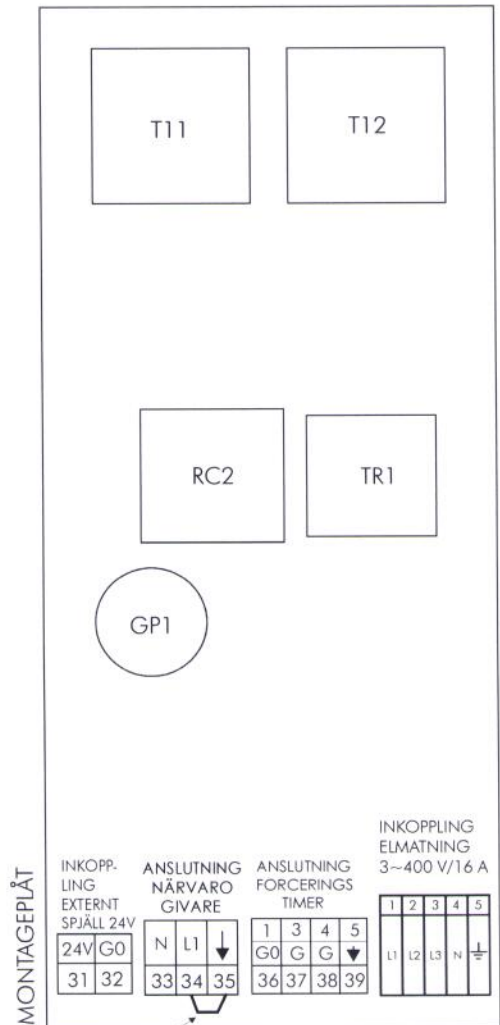 T11
T12
RC2
TR1
GP1
MONTAGEPLÅT
INKOPP-
LING
EXTERNT
SPJÄLL 24V
24V G0
31 32
ANSLUTNING
NÄRVARO
GIVARE
N L1
33 34 35
ANSLUTNING
FORCERINGS
TIMER
1 3 4 5
G0 G G
36 37 38 39
INKOPPLING
ELMATNING
3~400 V/16 A
1 2 3 4 5
L1 L2 L3 N